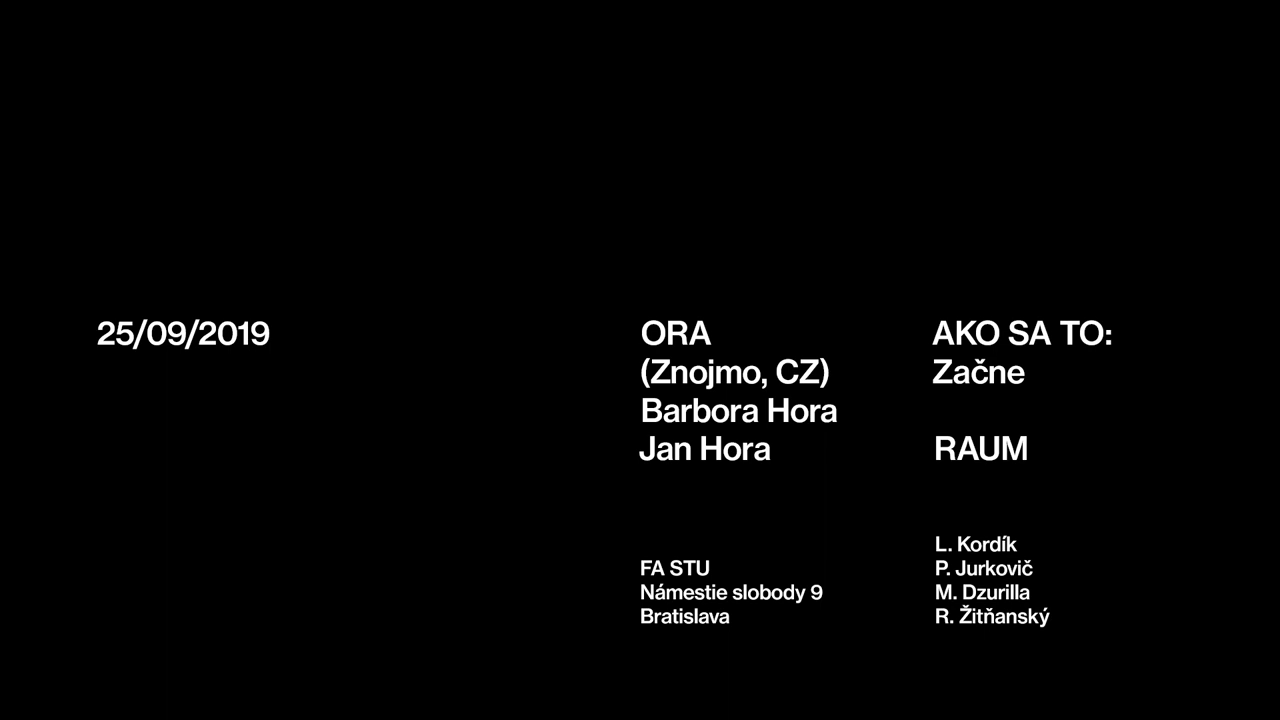 25/09/2019
ORA
(Znojmo, CZ)
Barbora Hora
Jan Hora
FA STU
Námestie slobody 9
Bratislava
AKO SA TO:
Začne
RAUM
L. Kordík
P. Jurkovič
M. Dzurilla
R. Žitňanský